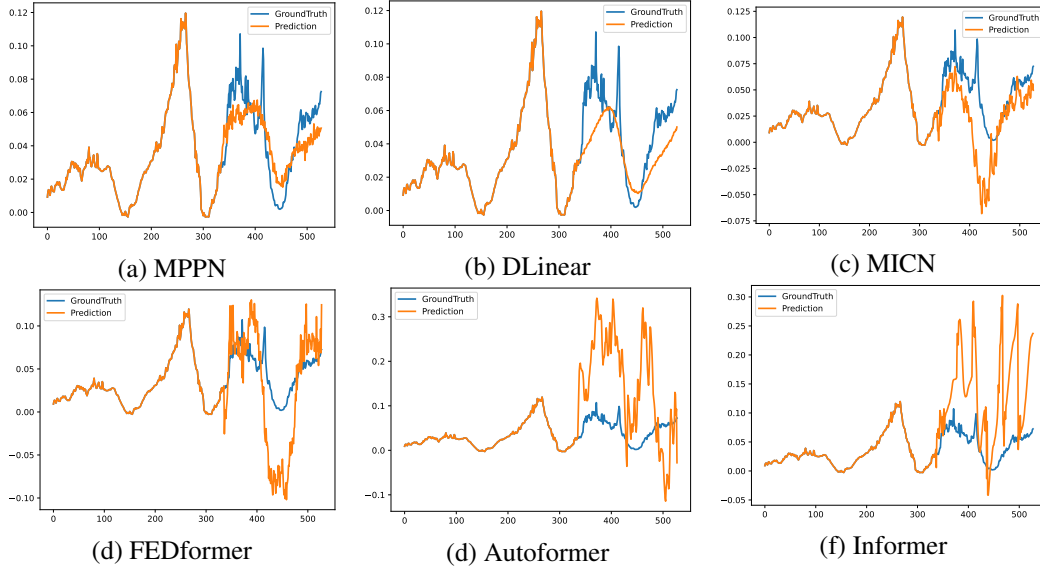 GroundTruth
Prediction
0.12
0.10
0.08
0.06
0.04
0.02
0.00
0 100 200 300 400 500
(a) MPPN
GroundTruth
Prediction
0.12
0.10
0.08
0.06
0.04
0.02
0.00
0 100 200 300 400 500
(b) DLinear
GroundTruth
Prediction
0.125
0.100
0.075
0.050
0.025
0.000
−0.025
−0.050
−0.075
0 100 200 300 400 500
(c) MICN
GroundTruth
Prediction
0.10
0.05
0.00
−0.05
−0.10
0 100 200 300 400 500
(d) FEDformer
GroundTruth
Prediction
0.3
0.2
0.1
0.0
−0.1
0 100 200 300 400 500
(d) Autoformer
GroundTruth
Prediction
0.30
0.25
0.20
0.15
0.10
0.05
0.00
−0.05
0 100 200 300 400 500
(f) Informer